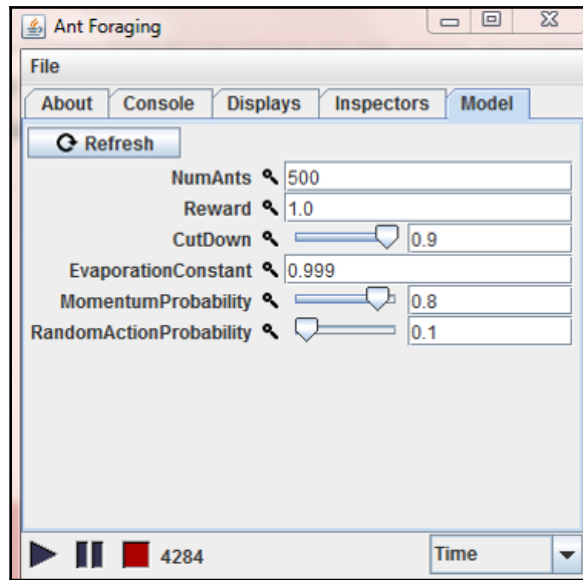 Ant Foraging
File
About Console Displays Inspectors Model
Refresh
NumAnts 500
Reward 1.0
CutDown 0.9
EvaporationConstant 0.999
MomentumProbability 0.8
RandomActionProbability 0.1
4284 Time